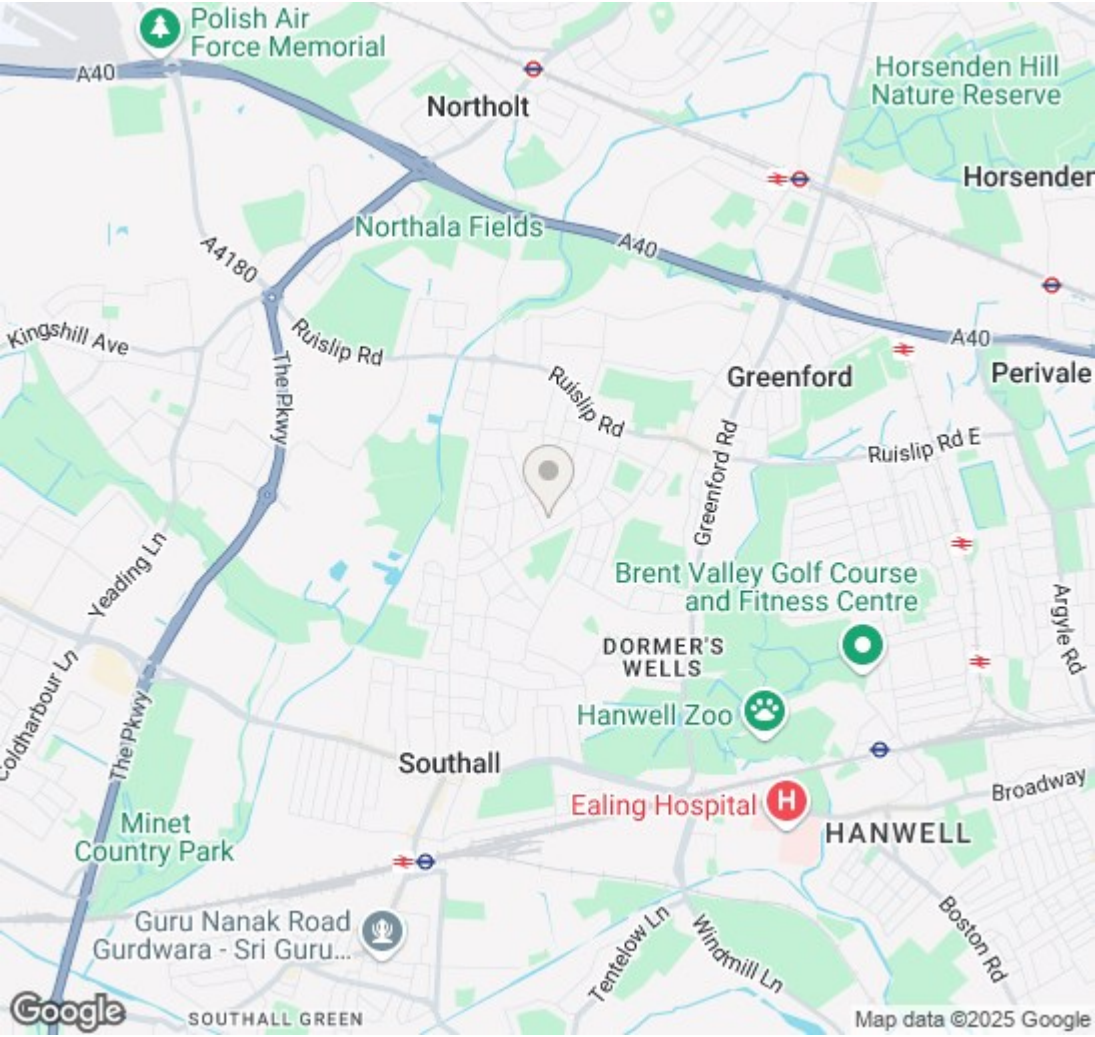 Polish Air
Force Memorial
A40
Northolt
Horsenden Hill
Nature Reserve
Horsenden
A4180
Northala Fields
A40
Kingshill Ave
Ruislip Rd
The Pkwy
Ruislip Rd
Greenford
A40
Perivale
Greenford Rd
Ruislip Rd E
Yeading Ln
Brent Valley Golf Course
and Fitness Centre
Argyle Rd
DORMER'S
WELLS
Coldharbour Ln
The Pkwy
Hanwell Zoo
Southall
Ealing Hospital
H
Broadway
HANWELL
Minet
Country Park
Guru Nanak Road
Gurdwara - Sri Guru...
Tentelow Ln
Windmill Ln
Boston Rd
Google
SOUTHALL GREEN
Map data ©2025 Google